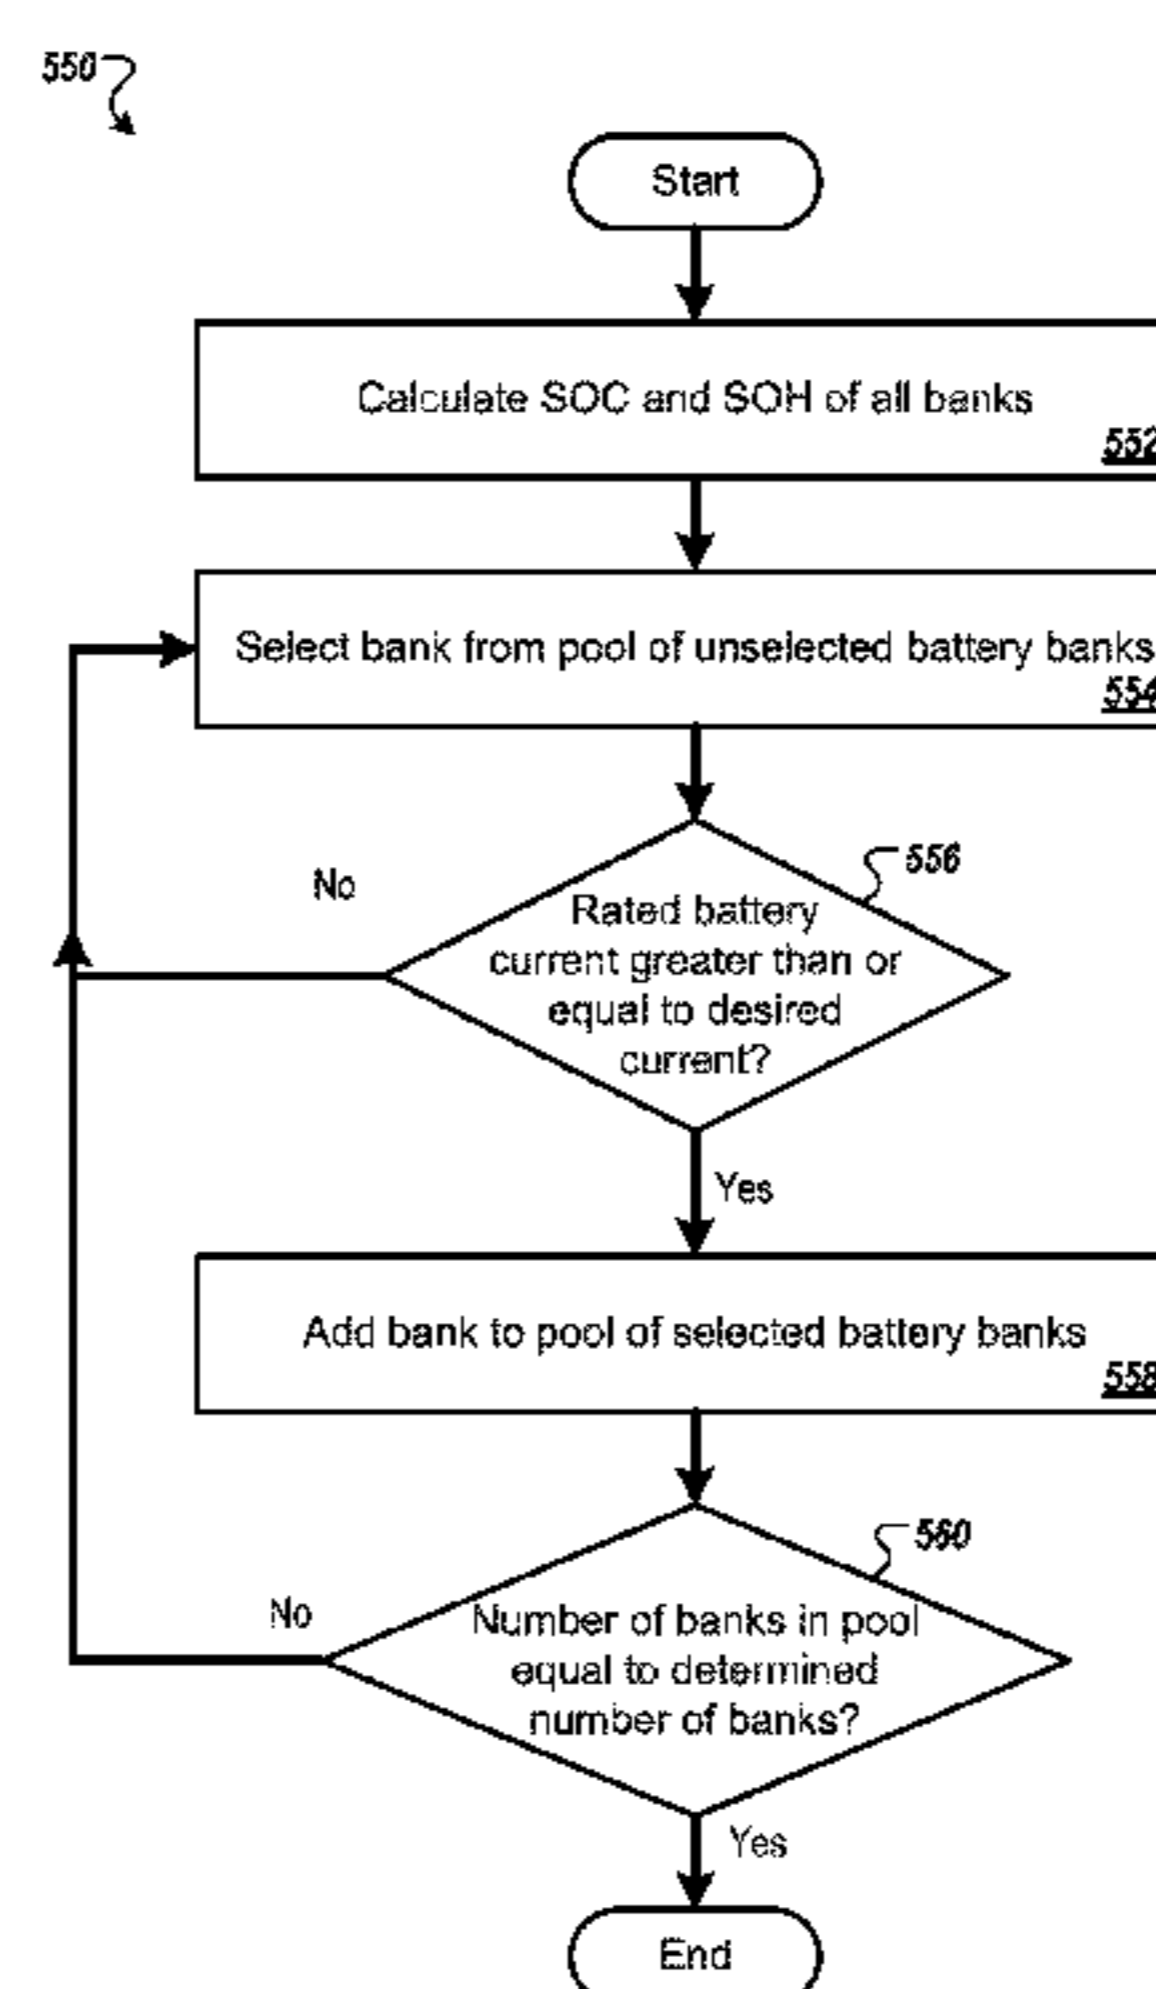 550
Start
Calculate SOC and SOH of all banks
552
Select bank from pool of unselected battery banks
554
No
556
Rated battery
current greater than or
equal to desired
current?
Yes
Add bank to pool of selected battery banks
558
560
No
Number of banks in pool
equal to determined
number of banks?
Yes
End